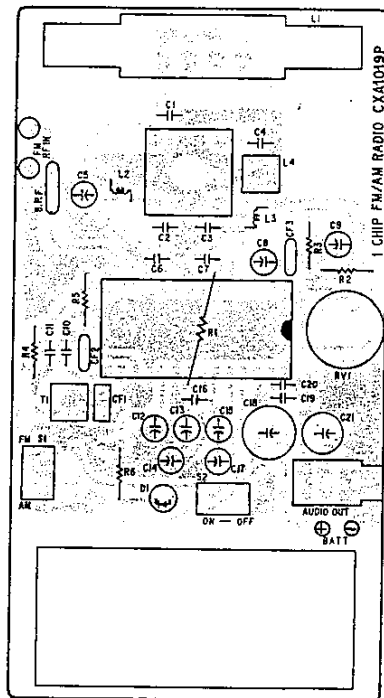 L1
1 CHIP FM/AM RADIO CXA1019P
C1
FM
RF IN
C4
L4
L2
B.P.F.
C5
L3
C2
C3
CF3
R3
C9
C6
C7
C8
R2
R5
R1
C11
C10
R4
CF2
RV1
T1
CF1
C16
C20
C19
C12
C13
C15
C18
C21
FM S1
C14
C17
R6
S2
D1
AM
ON — OFF
AUDIO OUT
BATT